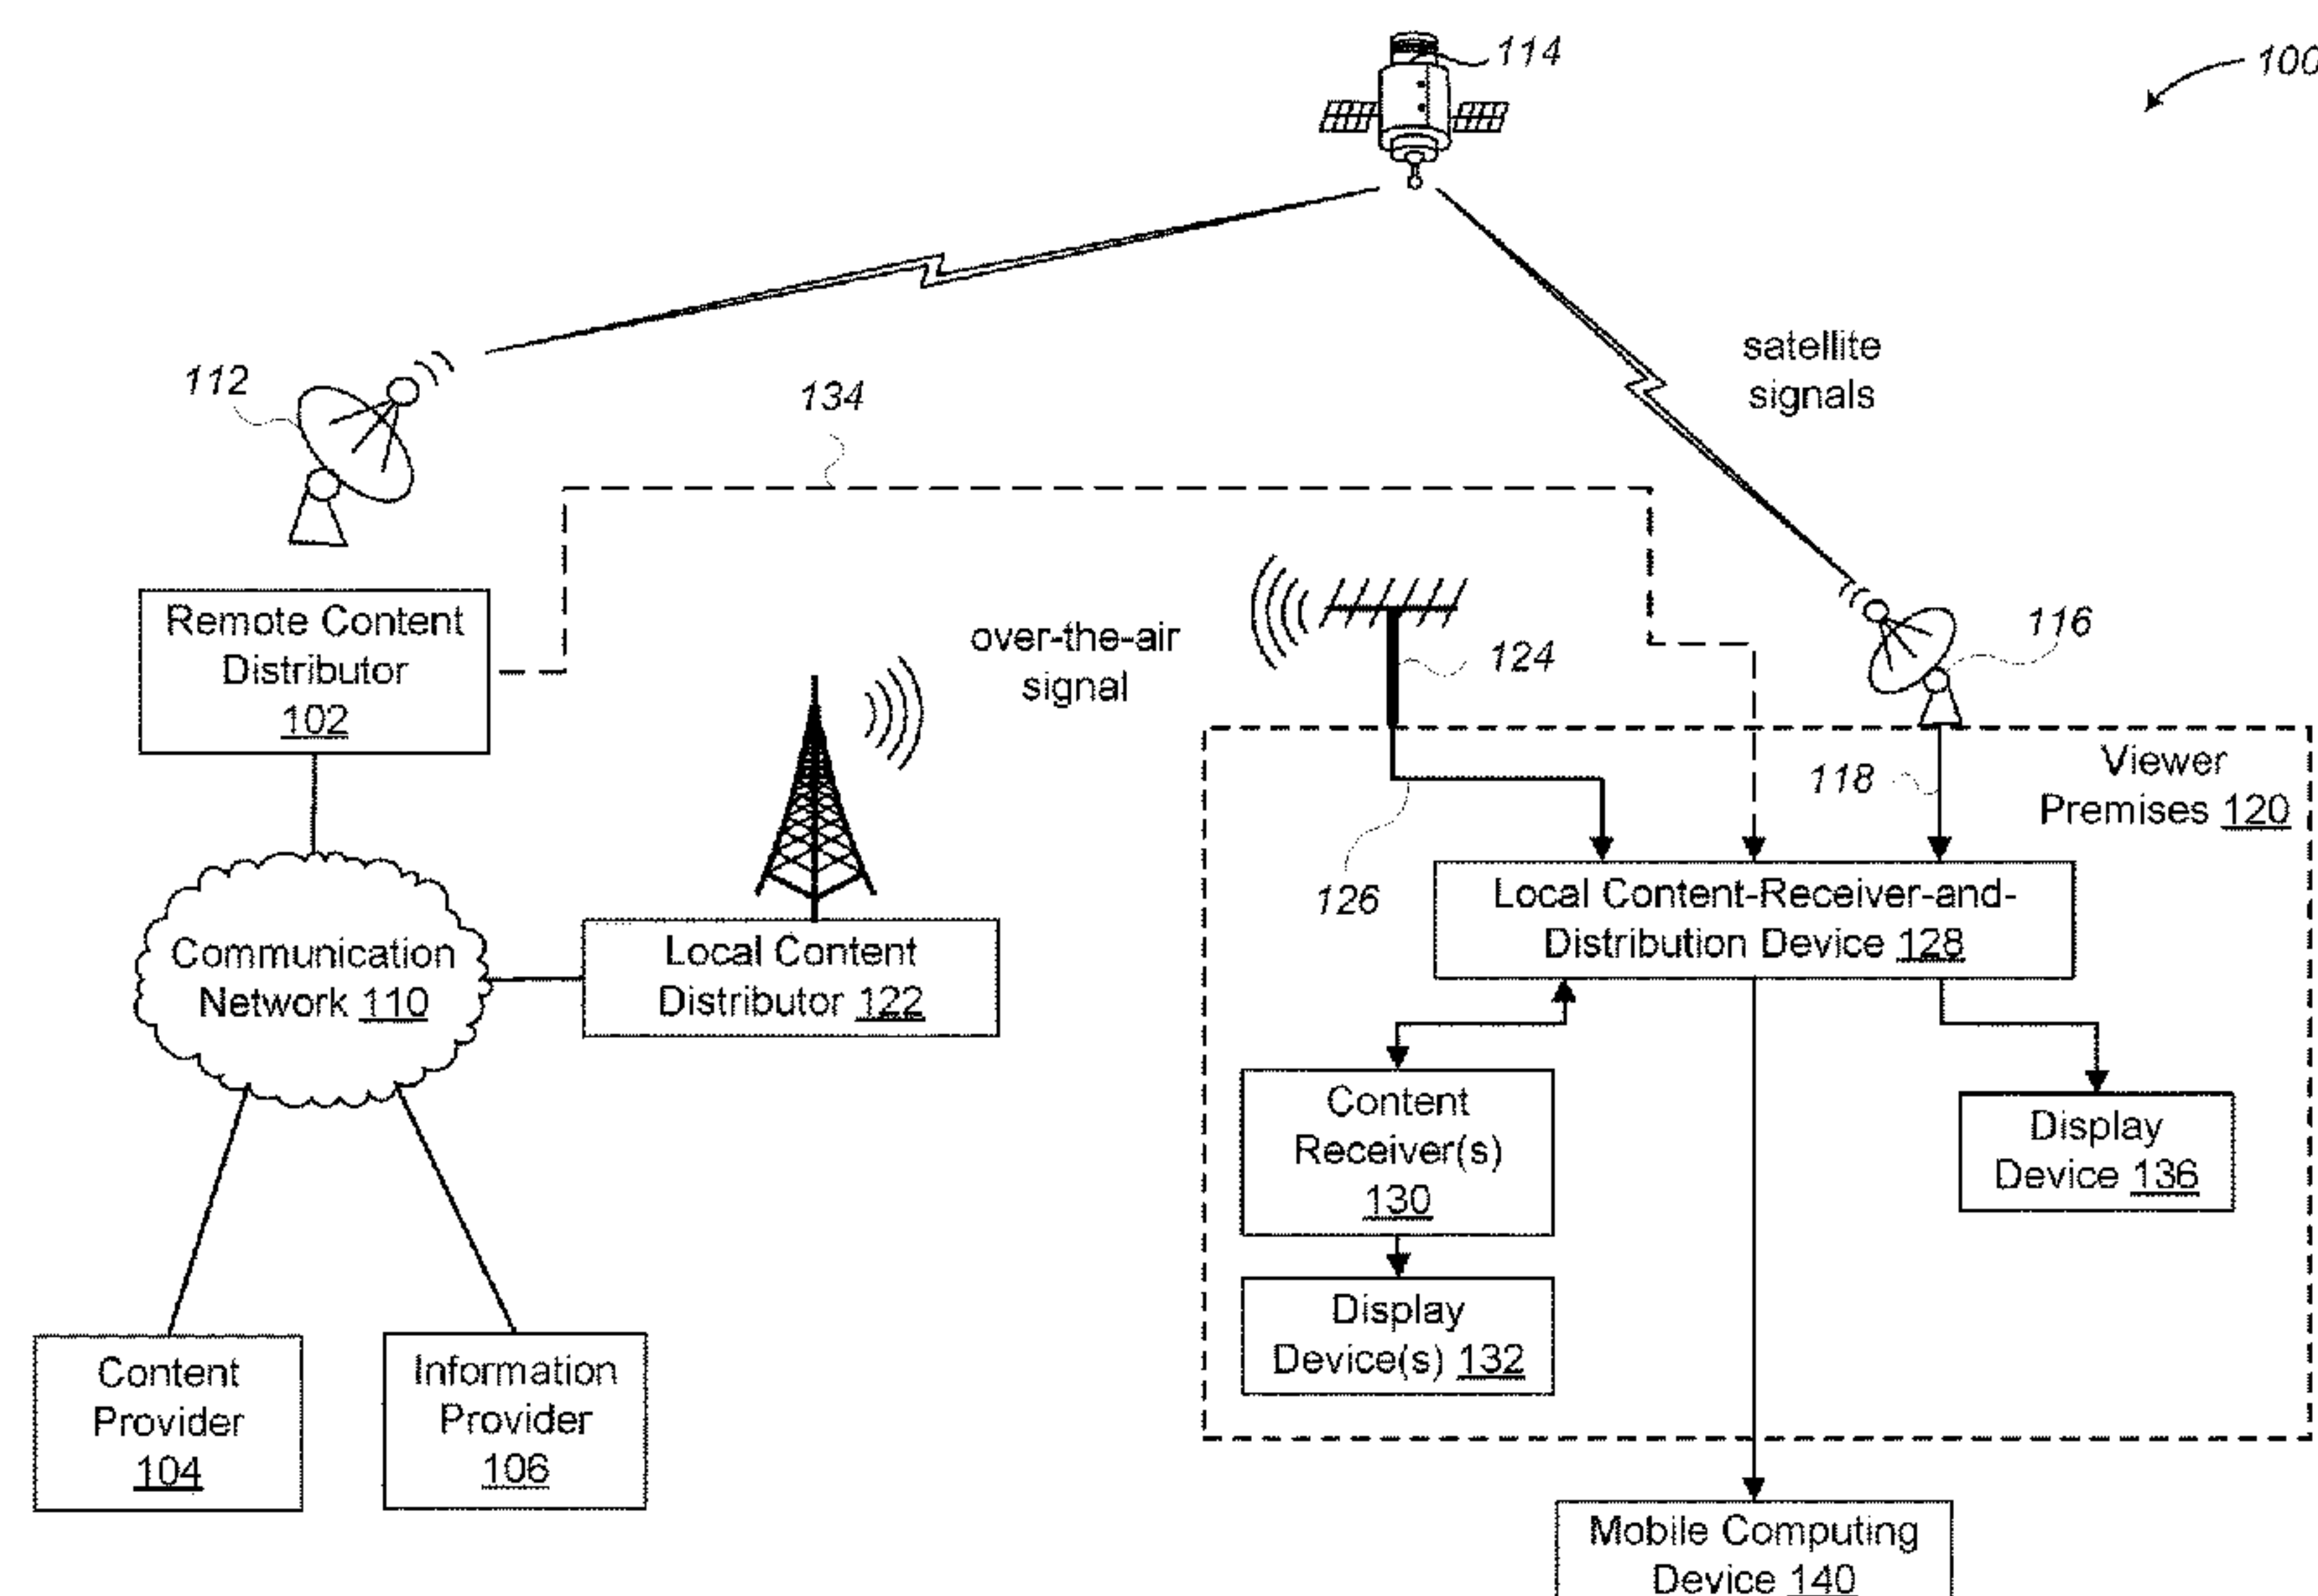 114
100
satellite
signals
112
134
Remote Content
Distributor
102
over-the-air
signal
124
116
Viewer
Premises 120
118
126
Local Content-Receiver-and-
Distribution Device 128
Communication
Network 110
Local Content
Distributor 122
Content
Receiver(s)
130
Display
Device 136
Display
Device(s) 132
Content
Provider
104
Information
Provider
106
Mobile Computing
Device 140